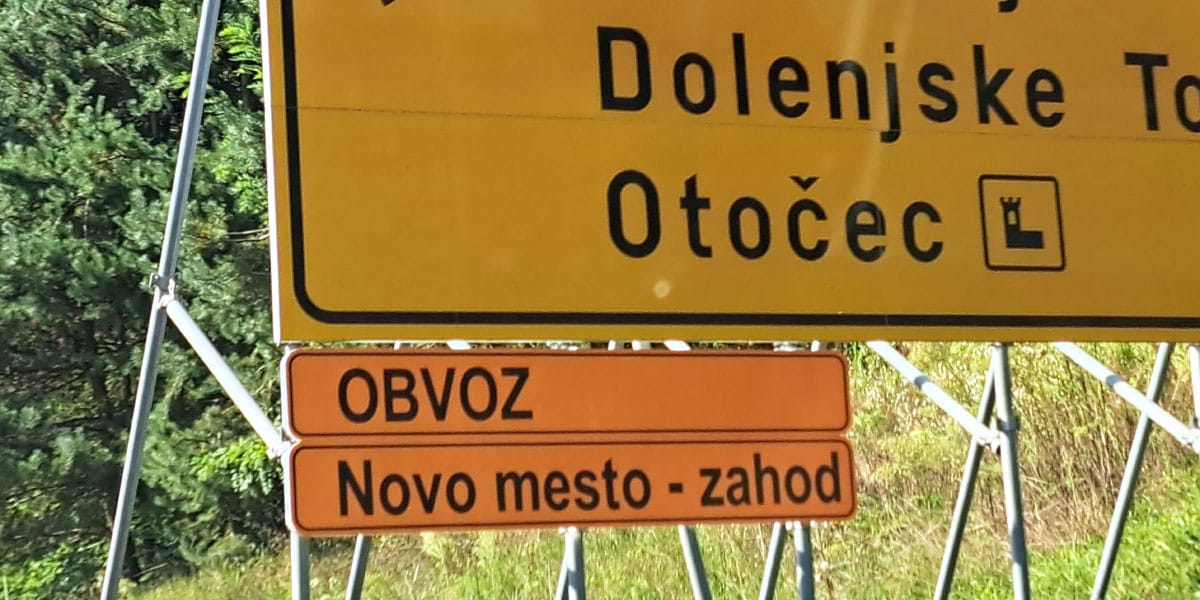 Dolenjske
Otočec
OBVOZ
Novo mesto - zahod